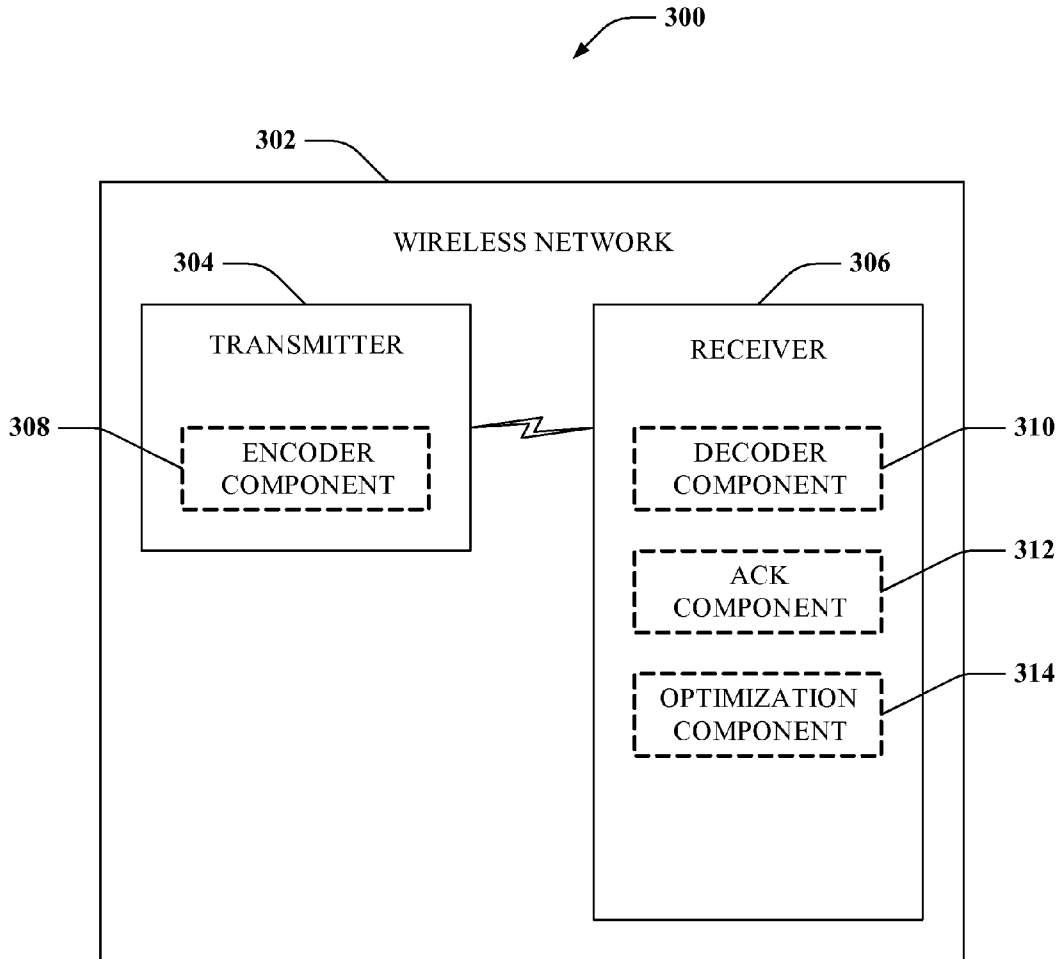 300
302
WIRELESS NETWORK
304
306
TRANSMITTER
RECEIVER
308
ENCODER
COMPONENT
DECODER
COMPONENT
310
ACK
COMPONENT
312
OPTIMIZATION
COMPONENT
314